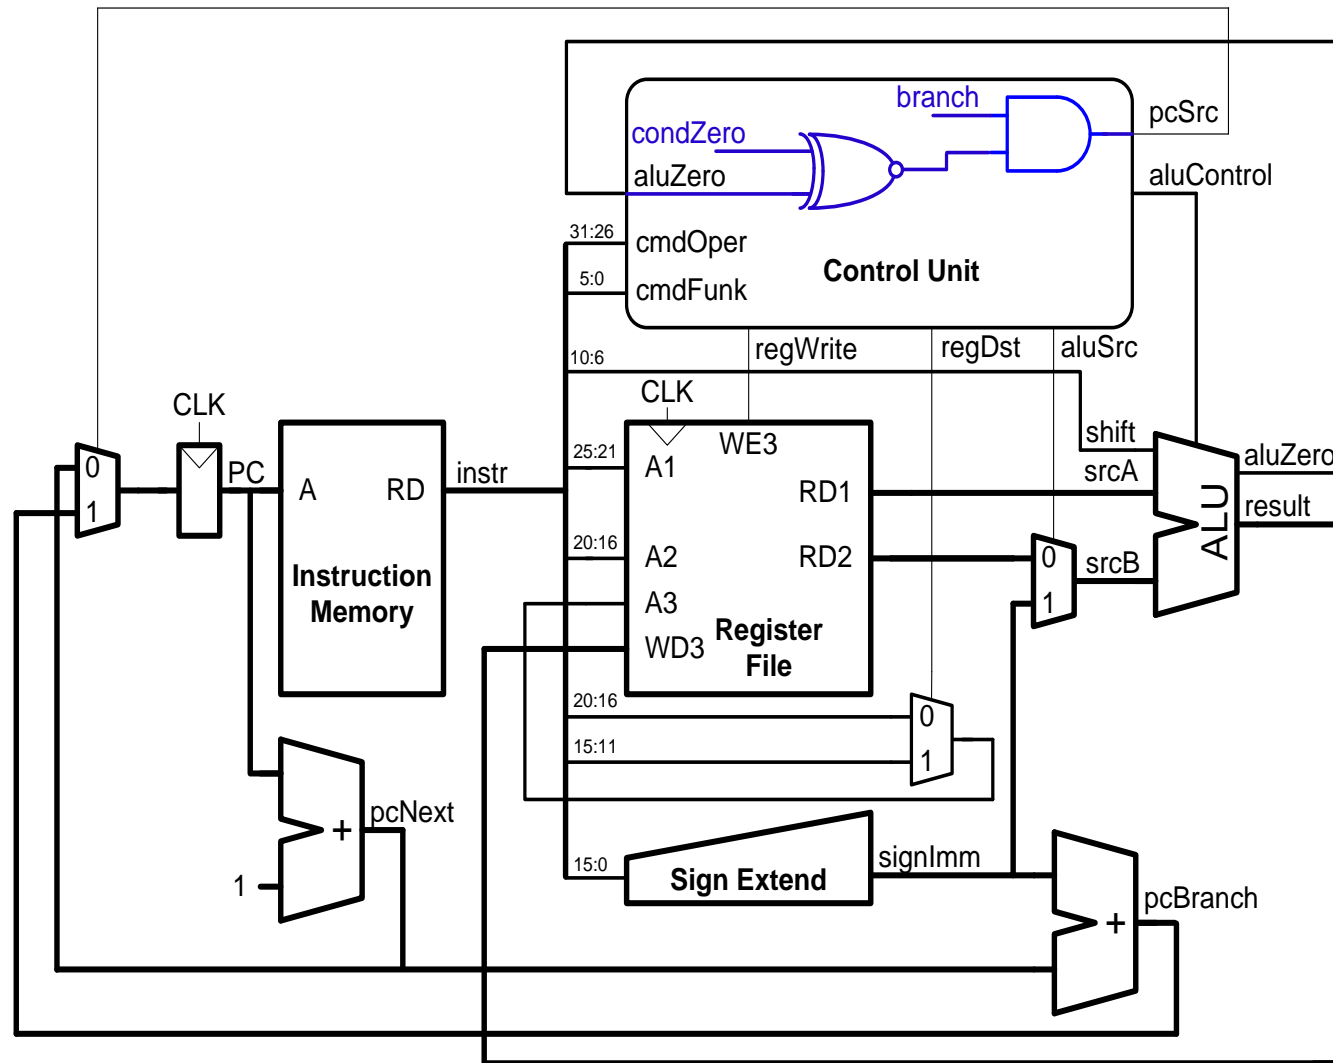 branch
pcSrc
condZero
aluZero
aluControl
31:26
cmdOper
Control Unit
5:0
cmdFunk
regWrite
regDst
aluSrc
10:6
CLK
CLK
WE3
shift
0
PC
25:21
A1
aluZero
instr
srcA
A
RD
RD1
1
result
ALU
20:16
A2
RD2
0
srcB
Instruction
Memory
A3
1
Register
File
WD3
20:16
0
15:11
1
pcNext
+
15:0
signImm
Sign Extend
1
pcBranch
+